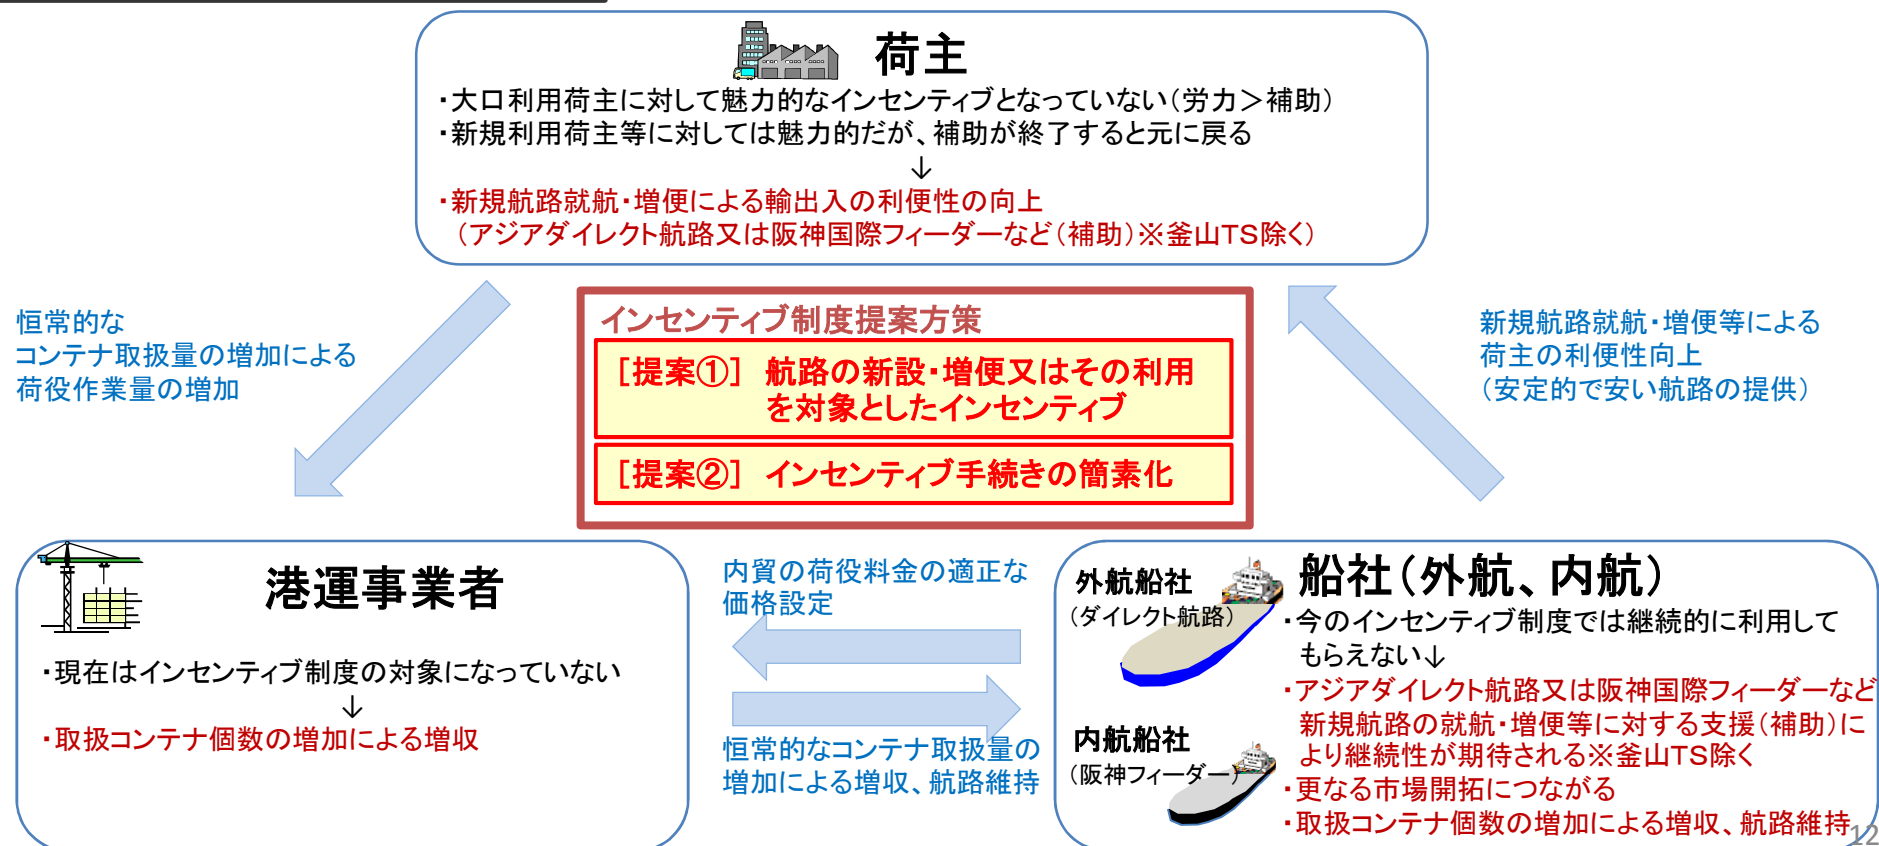 荷主
・大口利用荷主に対して魅力的なインセンティブとなっていない（労力＞補助）
・新規利用荷主等に対しては魅力的だが、補助が終了すると元に戻る
↓
・新規航路就航・増便による輸出入の利便性の向上
（アジアダイレクト航路又は阪神国際フィーダーなど（補助）※釜山TS除く）
恒常的な
コンテナ取扱量の増加による
荷役作業量の増加
インセンティブ制度提案方策
［提案①］ 航路の新設・増便又はその利用
を対象としたインセンティブ
［提案②］ インセンティブ手続きの簡素化
新規航路就航・増便等による
荷主の利便性向上
（安定的で安い航路の提供）
港運事業者
・現在はインセンティブ制度の対象になっていない
↓
・取扱コンテナ個数の増加による増収
内貿の荷役料金の適正な
価格設定
恒常的なコンテナ取扱量の
増加による増収、航路維持
外航船社
（ダイレクト航路）
内航船社
（阪神フィーダー）
船社（外航、内航）
・今のインセンティブ制度では継続的に利用して
もらえない↓
・アジアダイレクト航路又は阪神国際フィーダーなど
新規航路の就航・増便等に対する支援（補助）に
より継続性が期待される※釜山TS除く
・更なる市場開拓につながる
・取扱コンテナ個数の増加による増収、航路維持
12